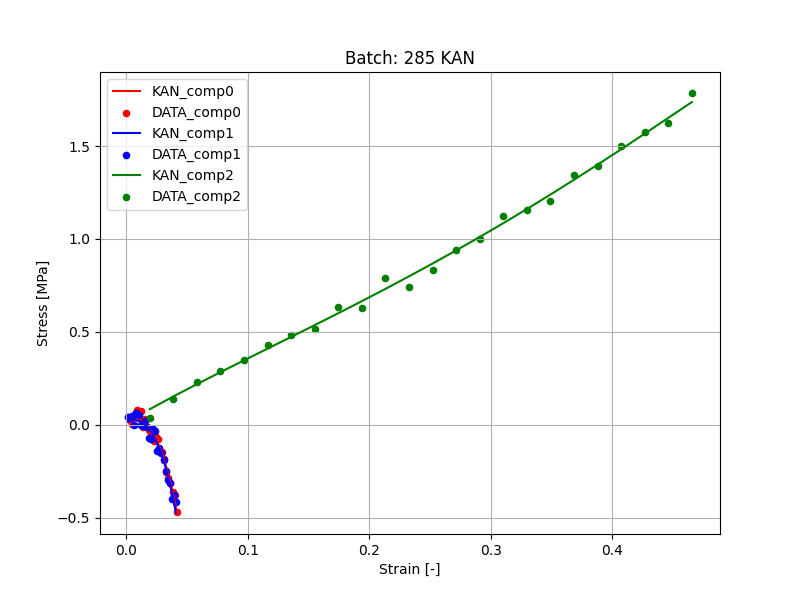 Batch: 285 KAN
KAN_comp0
DATA_comp0
KAN_comp1
DATA_comp1
KAN_comp2
DATA_comp2
Stress [MPa]
1.5
1.0
0.5
0.0
−0.5
0.0 0.1 0.2 0.3 0.4
Strain [-]